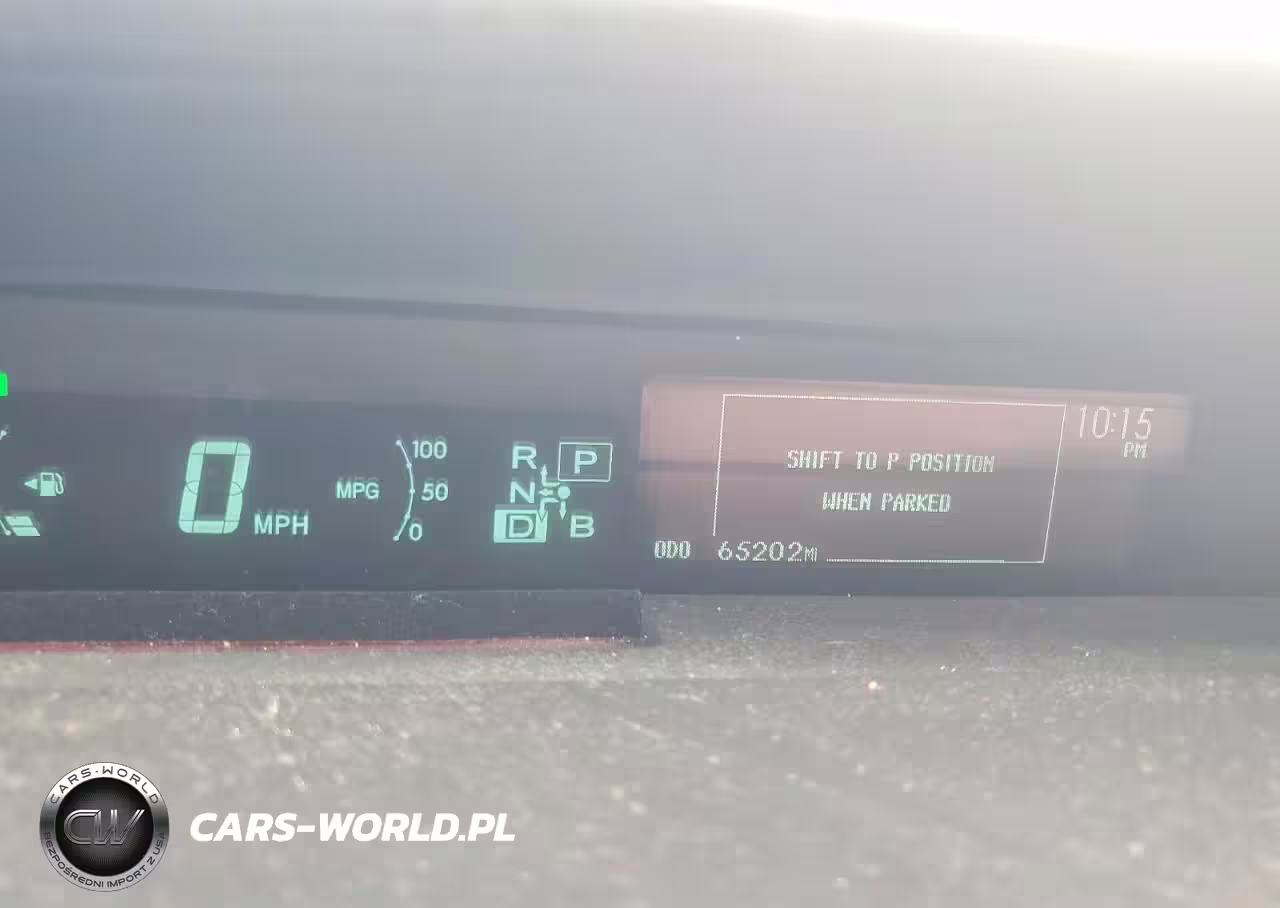 0 MPH
MPG
100
50
0
R P
N
D B
SHIFT TO P POSITION
WHEN PARKED
10:15
PM
ODO 65202MI
CARS-WORLD
CW
BEZPOŚREDNI IMPORT Z USA
CARS-WORLD.PL